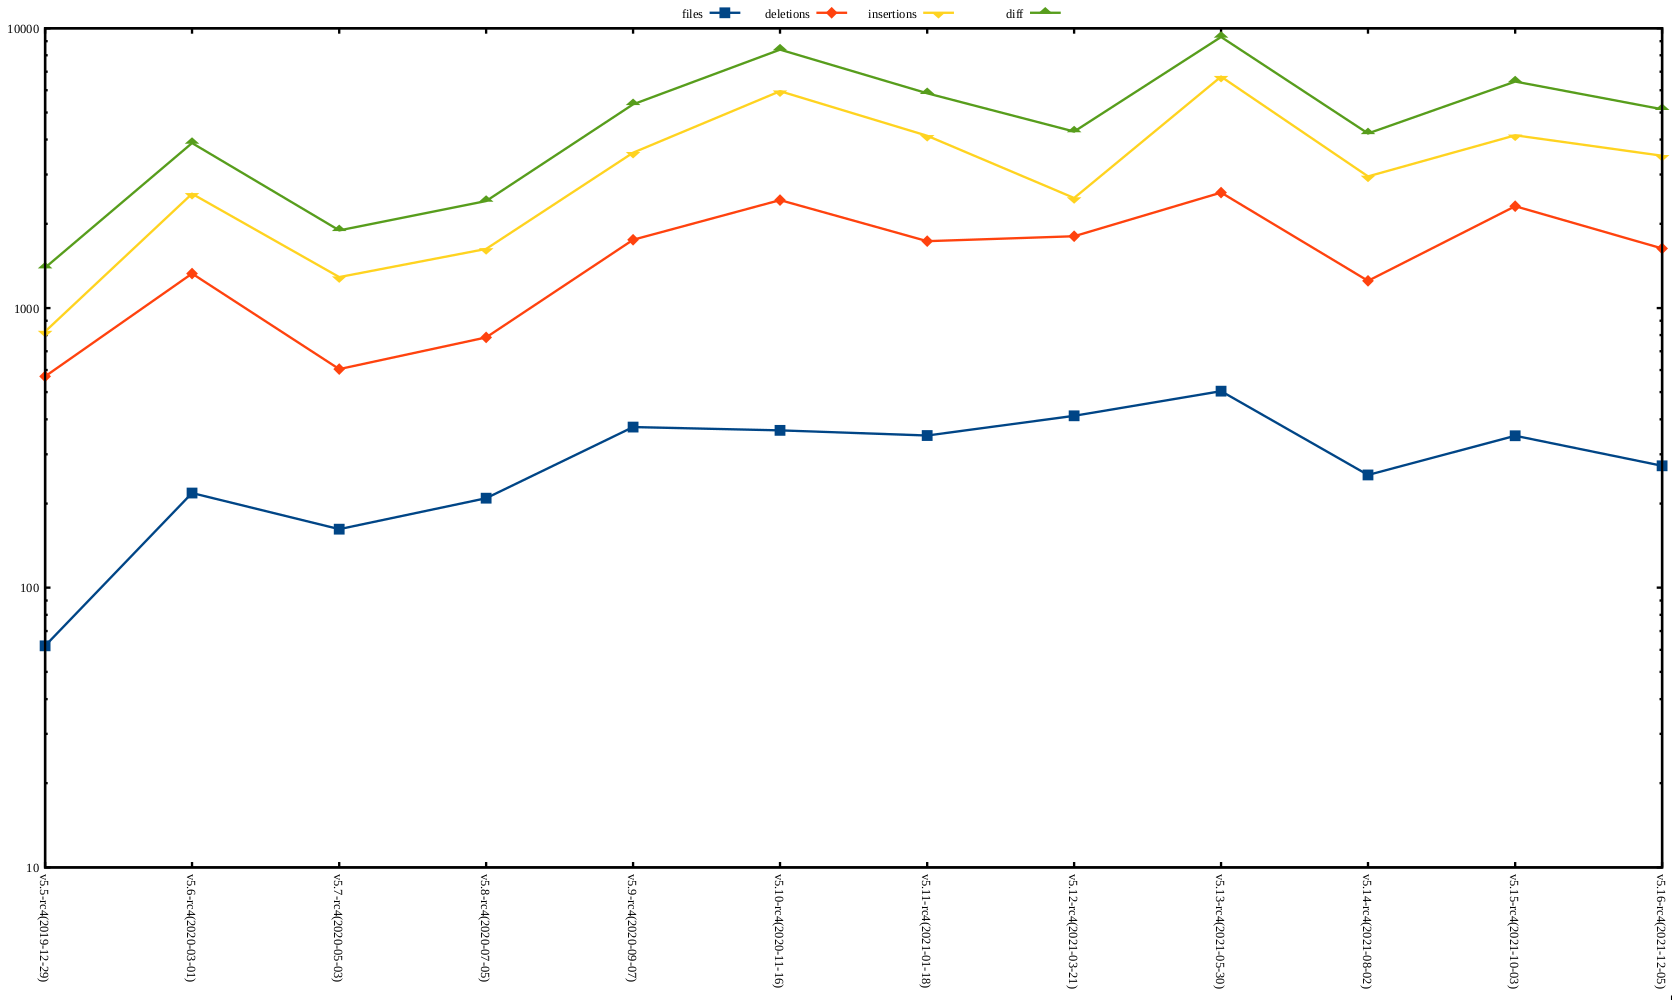 files deletions insertions diff
10000
1000
100
10
v5.5-rc4(2019-12-29)
v5.6-rc4(2020-03-01)
v5.7-rc4(2020-05-03)
v5.8-rc4(2020-07-05)
v5.9-rc4(2020-09-07)
v5.10-rc4(2020-11-16)
v5.11-rc4(2021-01-18)
v5.12-rc4(2021-03-21)
v5.13-rc4(2021-05-30)
v5.14-rc4(2021-08-02)
v5.15-rc4(2021-10-03)
v5.16-rc4(2021-12-05)